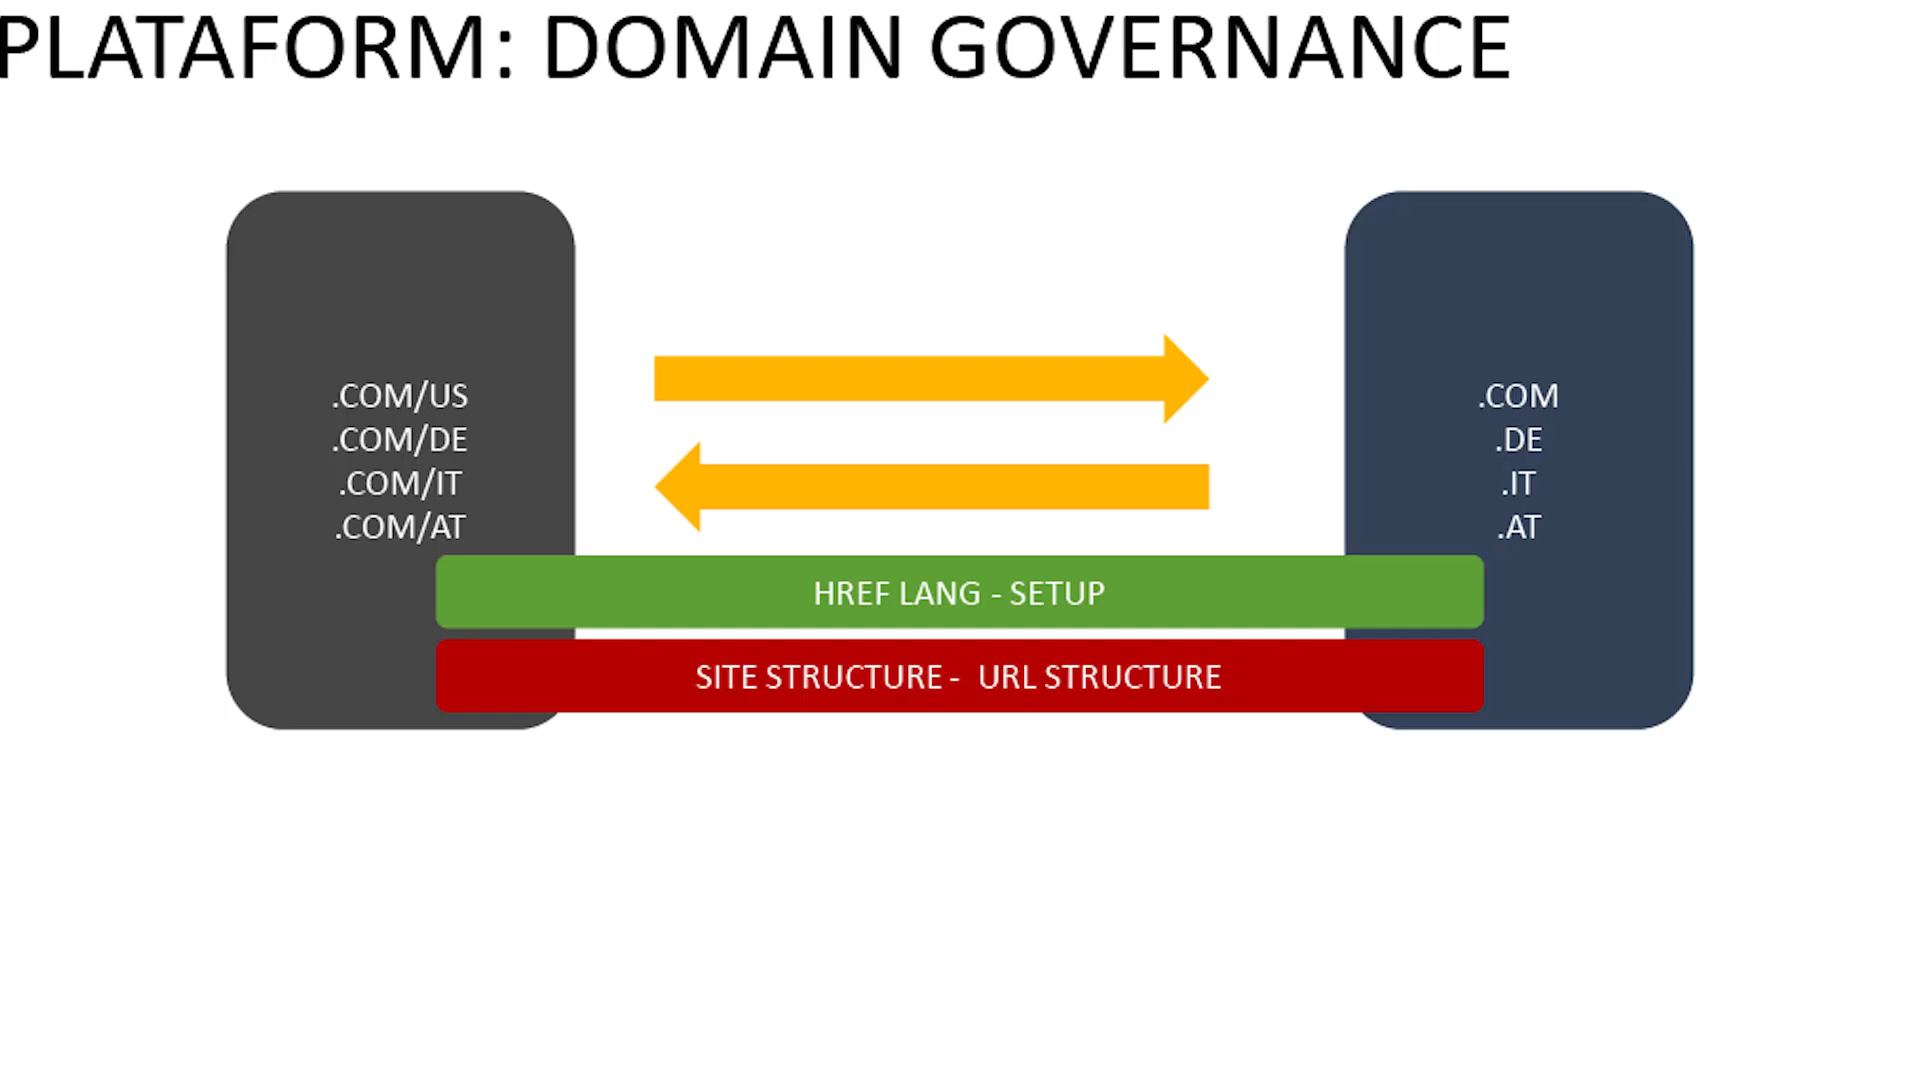 PLATAFORM: DOMAIN GOVERNANCE
.COM/US
.COM/DE
.COM/IT
.COM/AT
.COM
.DE
.IT
.AT
HREF LANG - SETUP
SITE STRUCTURE -  URL STRUCTURE